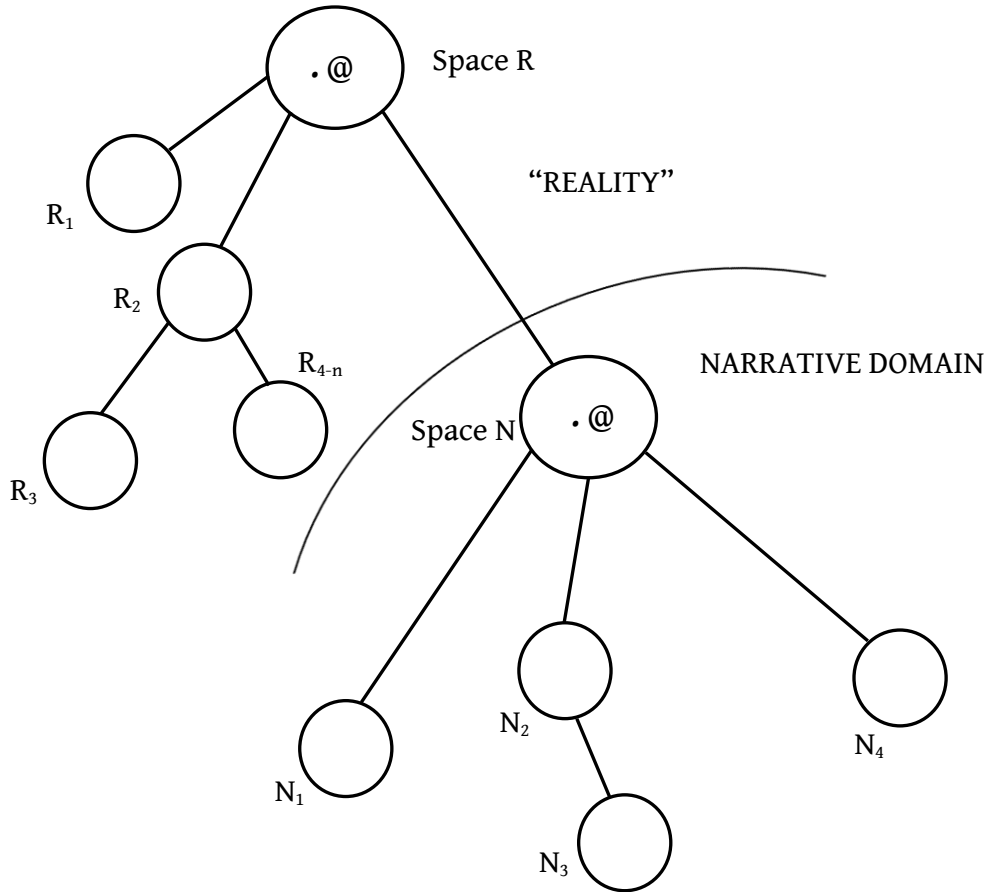 . @
Space R
“REALITY”
R₁
R₂
R₄₋ₙ
R₃
NARRATIVE DOMAIN
. @
Space N
N₁
N₂
N₄
N₃